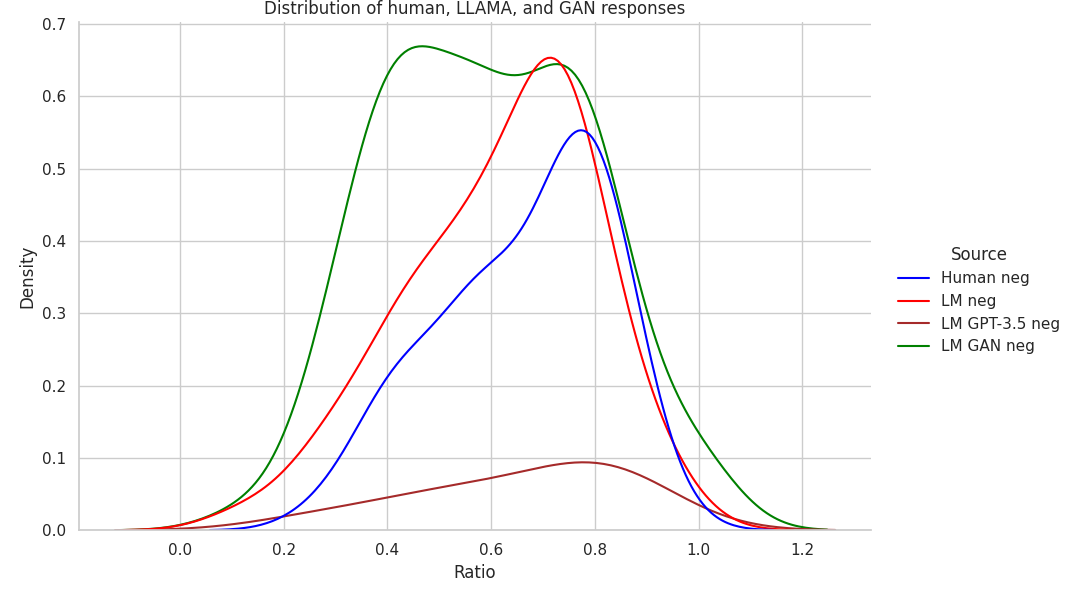 Distribution of human, LLAMA, and GAN responses
0.7
0.6
0.5
0.4
0.3
0.2
0.1
0.0
Density
0.0 0.2 0.4 0.6 0.8 1.0 1.2
Ratio
Source
Human neg
LM neg
LM GPT-3.5 neg
LM GAN neg